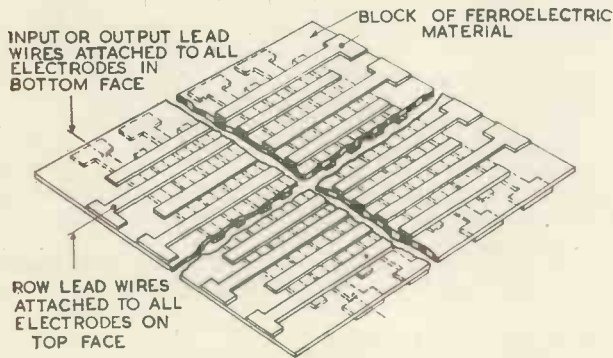 INPUT OR OUTPUT LEAD
WIRES ATTACHED TO ALL
ELECTRODES IN
BOTTOM FACE
BLOCK OF FERROELECTRIC
MATERIAL
ROW LEAD WIRES
ATTACHED TO ALL
ELECTRODES ON
TOP FACE